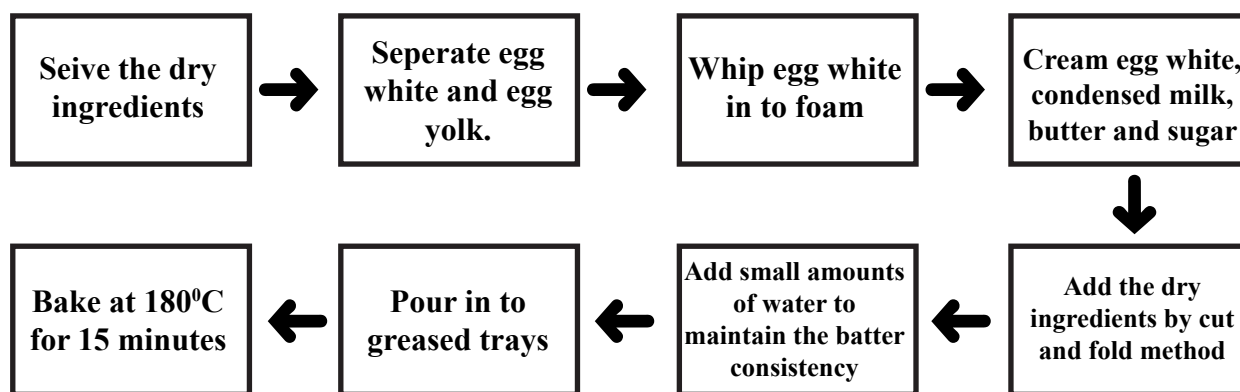 Seive the dry
ingredients
Seperate egg
white and egg
yolk.
Whip egg white
in to foam
Cream egg white,
condensed milk,
butter and sugar
Add the dry
ingredients by cut
and fold method
Add small amounts
of water to
maintain the batter
consistency
Pour in to
greased trays
Bake at 180⁰C
for 15 minutes